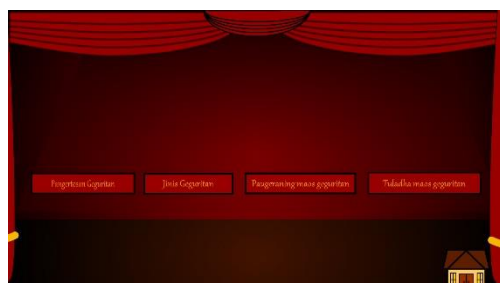 Pangertosan Geguritan
Jinis Geguritan
Paugeraning maos geguritan
Tuladha maos geguritan